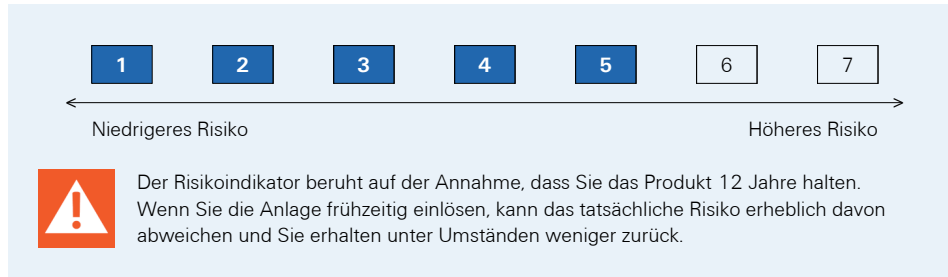 1 2 3 4 5 6 7
Niedrigeres Risiko Höheres Risiko
Der Risikoindikator beruht auf der Annahme, dass Sie das Produkt 12 Jahre halten.
Wenn Sie die Anlage frühzeitig einlösen, kann das tatsächliche Risiko erheblich davon
abweichen und Sie erhalten unter Umständen weniger zurück.